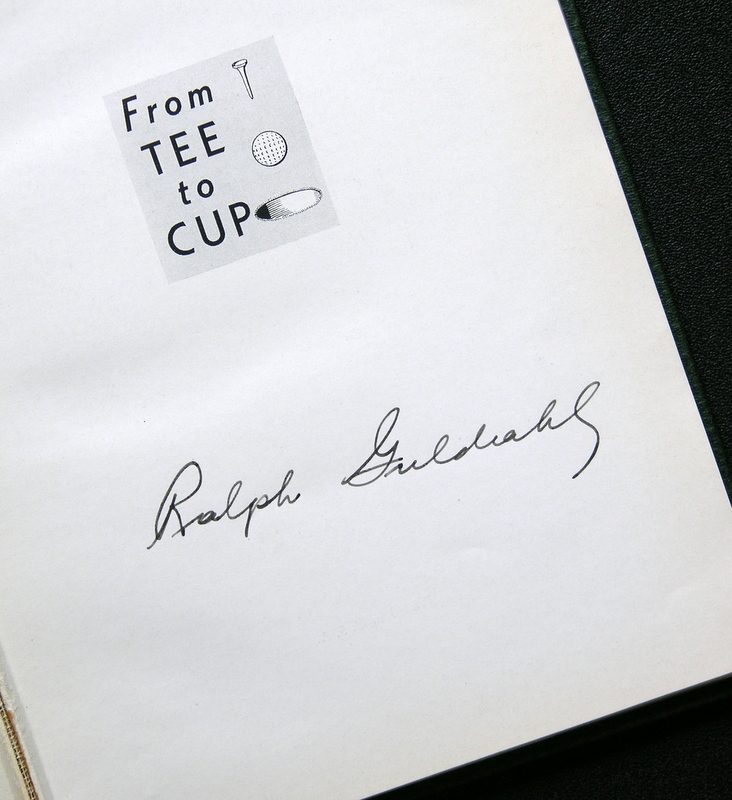 From
TEE
to
CUP
Ralph Guldahl